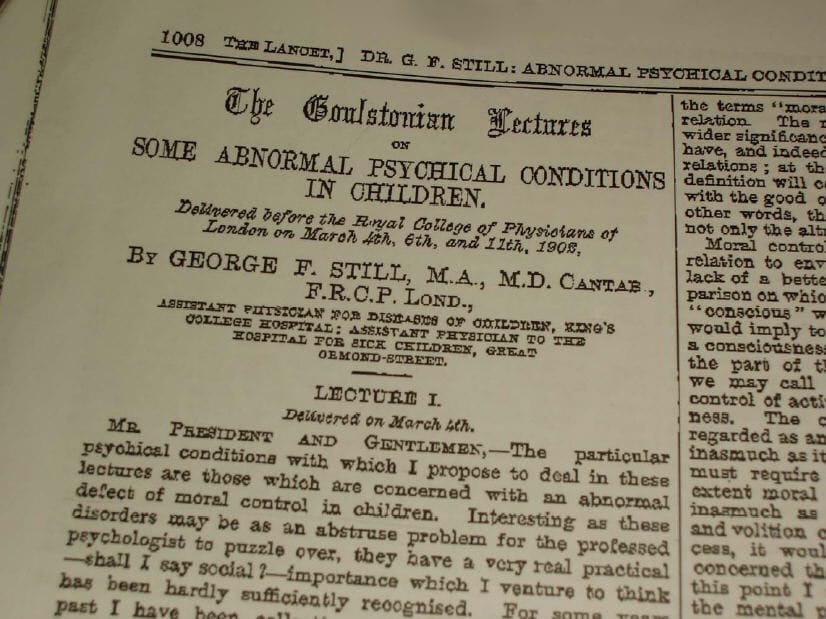 1008 THE LANCET,] DR. G. F. STILL: ABNORMAL PSYCHICAL CONDIT
The Goulstonian Lectures
ON
SOME ABNORMAL PSYCHICAL CONDITIONS
IN CHILDREN.
Delivered before the Royal College of Physicians of
London on March 4th, 6th, and 11th, 1902,
BY GEORGE F. STILL, M.A., M.D. CANTAB.,
F.R.C.P. LOND.,
ASSISTANT PHYSICIAN FOR DISEASES OF CHILDREN, KING'S
COLLEGE HOSPITAL; ASSISTANT PHYSICIAN TO THE
HOSPITAL FOR SICK CHILDREN, GREAT
ORMOND-STREET.
LECTURE I.
Delivered on March 4th.
MR. PRESIDENT AND GENTLEMEN,—The particular
psychical conditions with which I propose to deal in these
lectures are those which are concerned with an abnormal
defect of moral control in children. Interesting as these
disorders may be as an abstruse problem for the professed
psychologist to puzzle over, they have a very real practical
—shall I say social?—importance which I venture to think
has been hardly sufficiently recognised. For some years
past I have been
the terms "mora
relation. The
wider significanc
have, and indeed
relations; at th
definition will c
with the good o
other words, th
not only the alt
Moral contro
relation to env
lack of a bette
parison on whic
"conscious" w
would imply to
a consciousness
the part of t
we may call
control of acti
ness. The c
regarded as an
inasmuch as it
must require
extent moral
inasmuch as
and volition c
cess, it woul
concerned th
this point I
the mental p